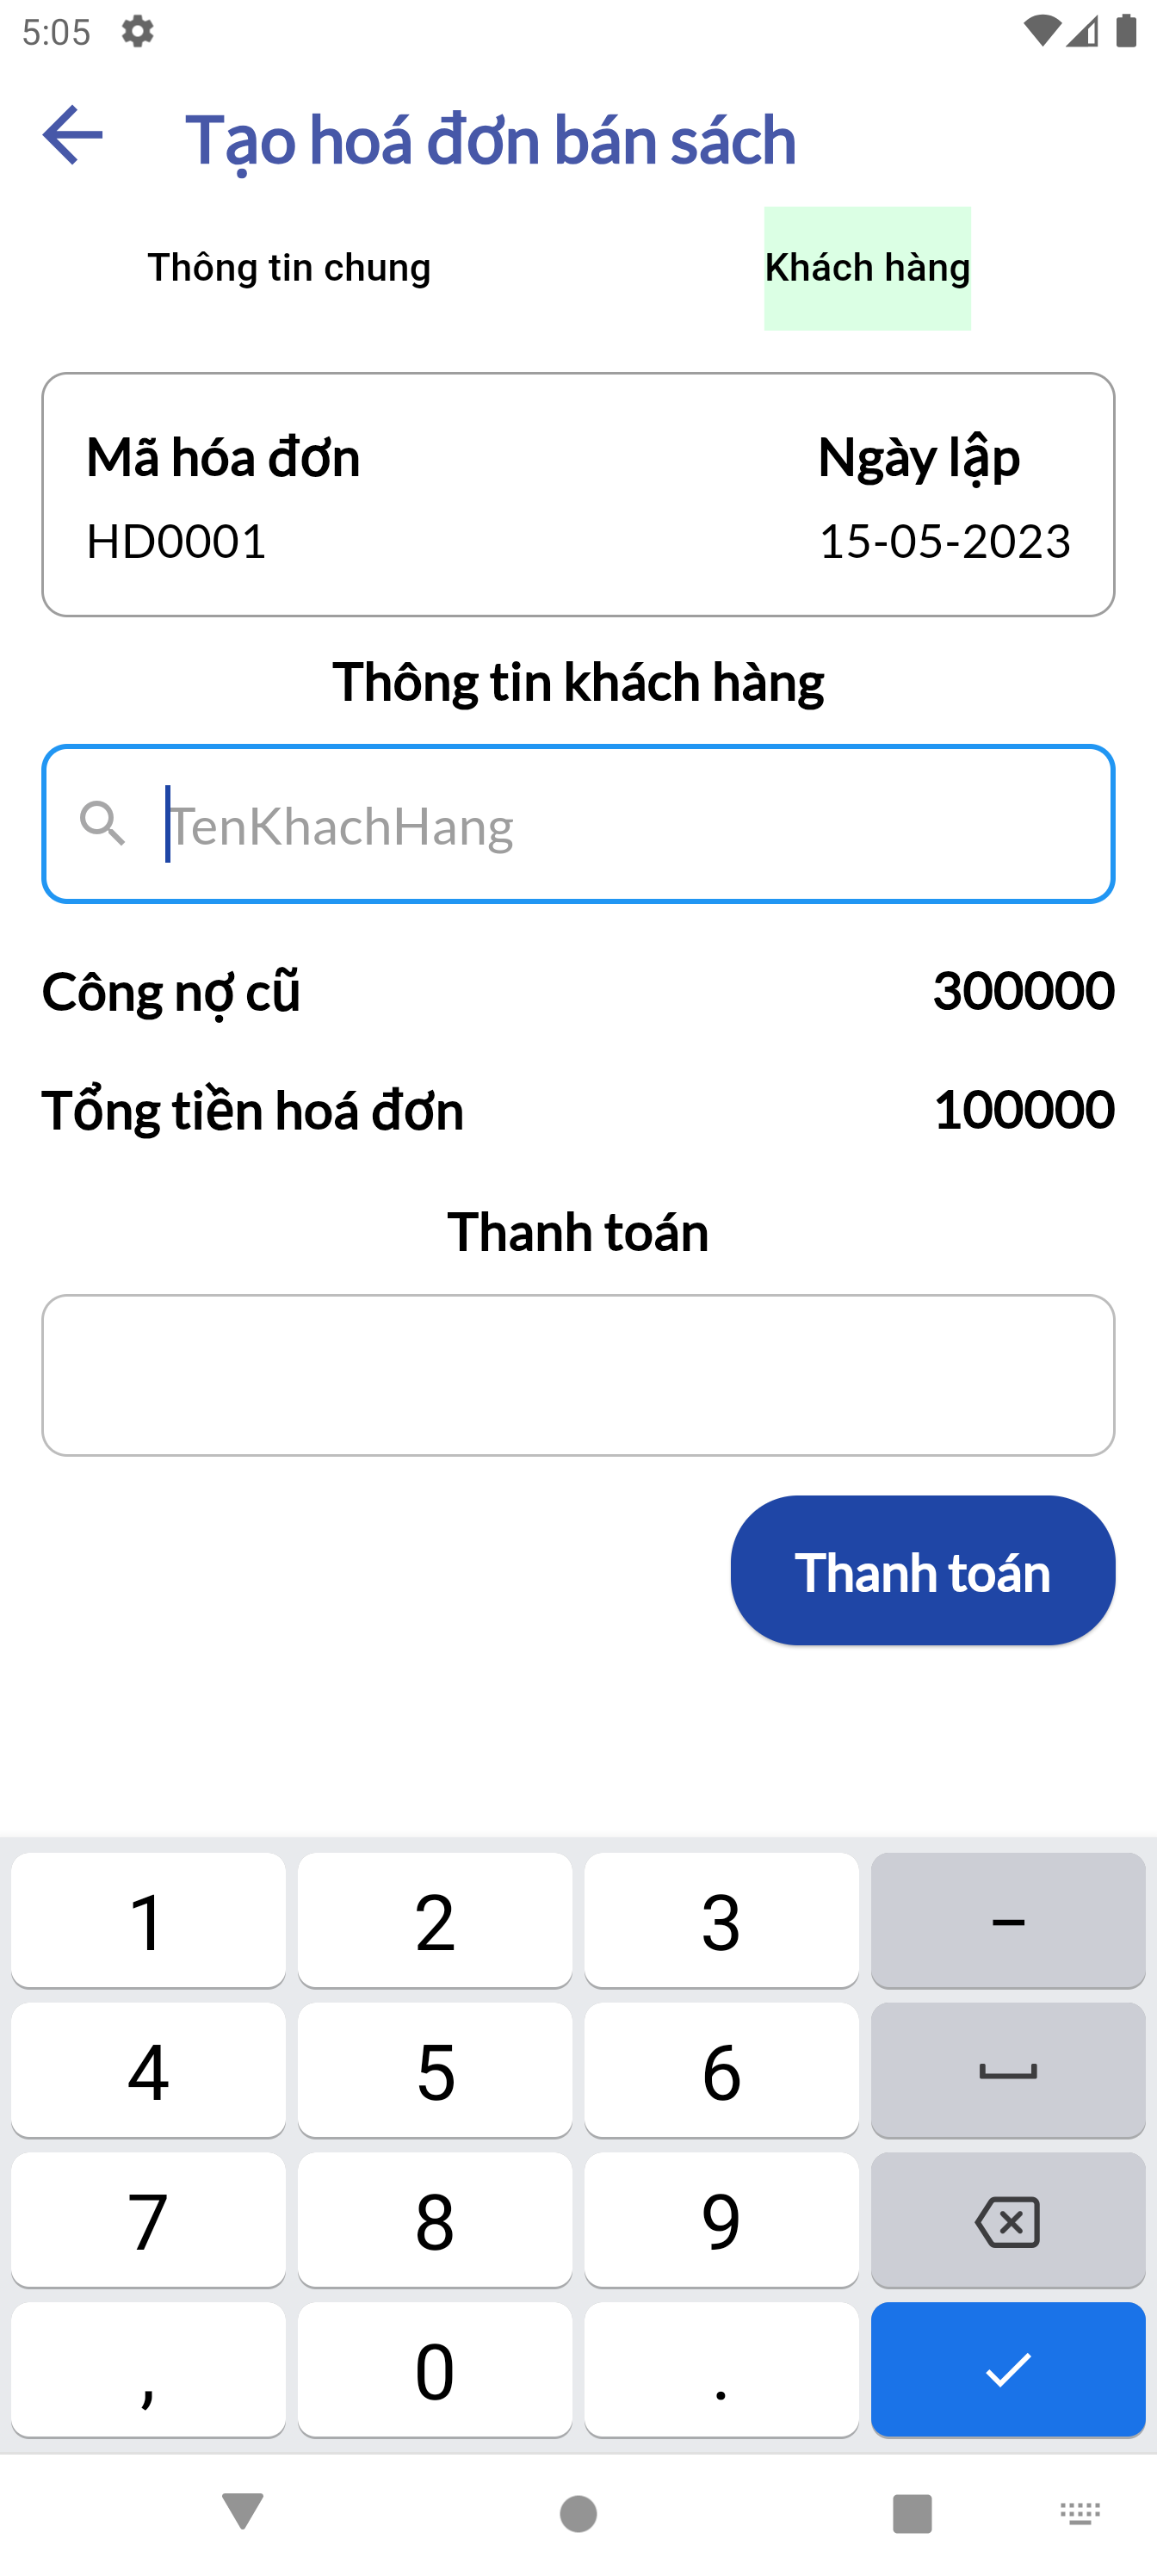 5:05
Tạo hoá đơn bán sách
Thông tin chung
Khách hàng
Mã hóa đơn
Ngày lập
HD0001
15-05-2023
Thông tin khách hàng
TenKhachHang
Công nợ cũ
300000
Tổng tiền hoá đơn
100000
Thanh toán
Thanh toán
1 2 3 –
4 5 6
7 8 9
, 0 .